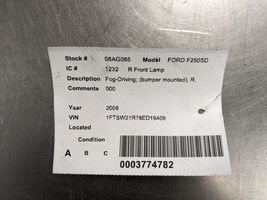 Stock # 08AG085 Model FORD F250SD
IC # 1232 R Front Lamp
Description Fog-Driving; (bumper mounted), R.
Comments 000
Year 2008
VIN 1FTSW21R78ED19409
Located
Condition
A B C
0003774782